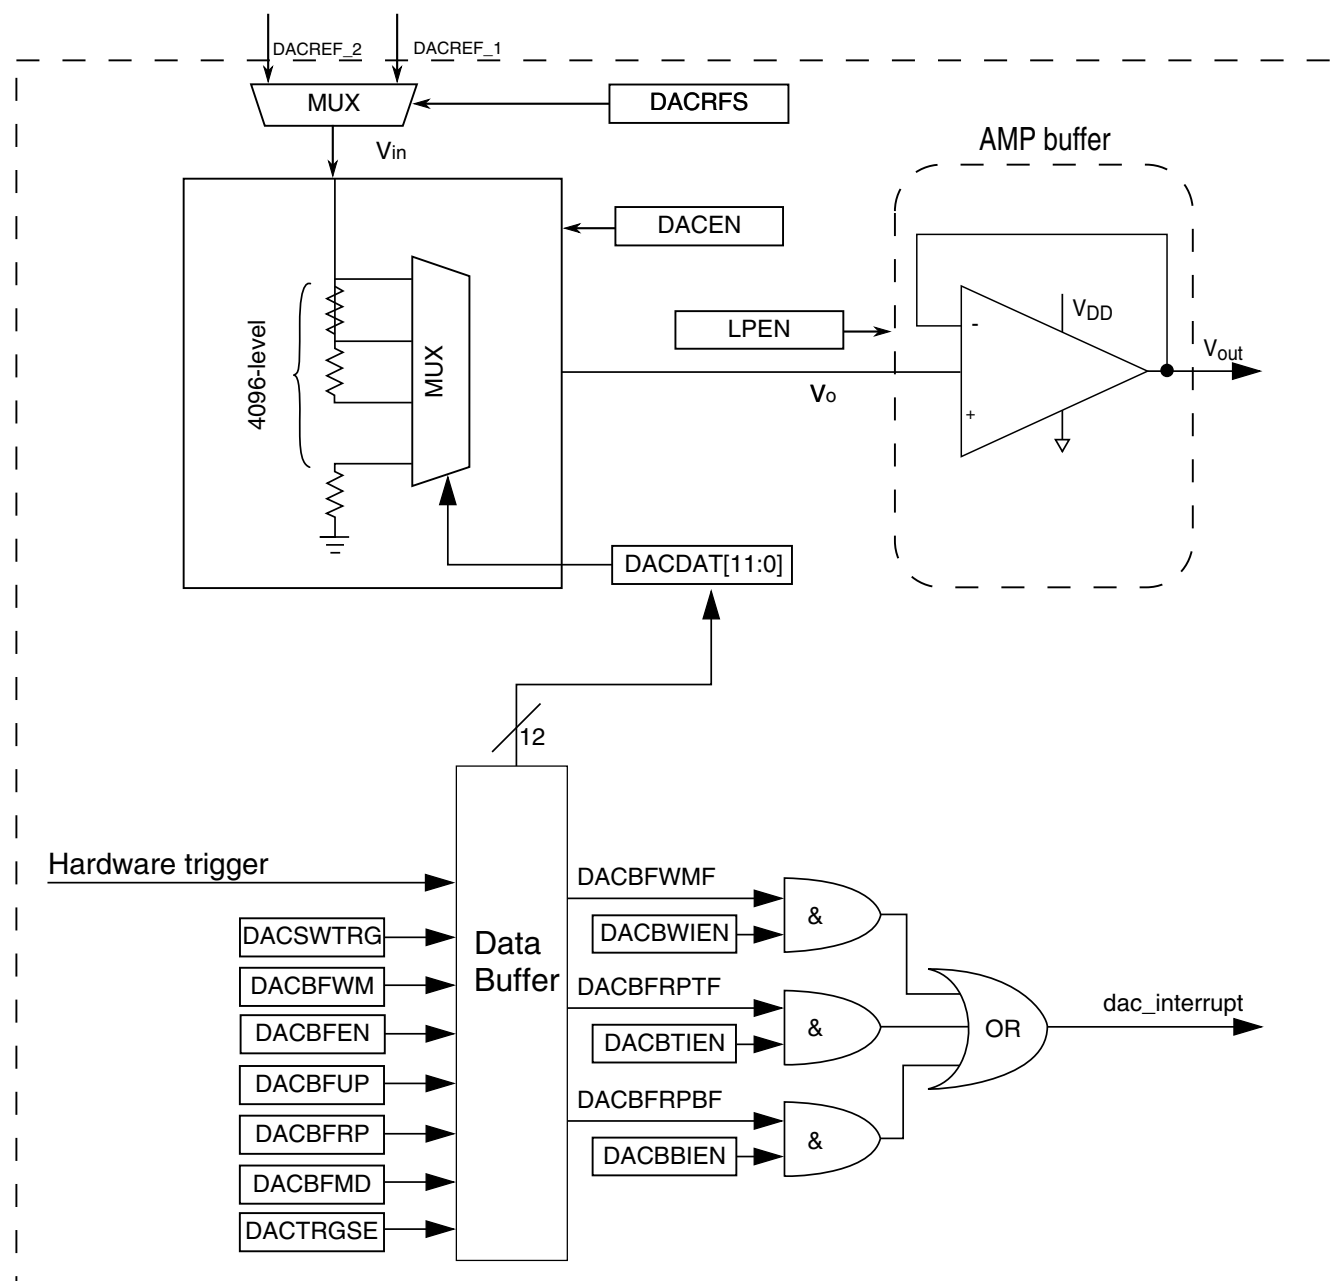 DACREF_2
DACREF_1
MUX
DACRFS
Vin
AMP buffer
DACEN
4096-level
MUX
LPEN
-
VDD
Vout
Vo
+
DACDAT[11:0]
12
Hardware trigger
DACSWTRG
DACBFWM
DACBFEN
DACBFUP
DACBFRP
DACBFMD
DACTRGSE
Data
Buffer
DACBFWMF
DACBWIEN
&
DACBFRPTF
DACBTIEN
&
DACBFRPBF
DACBBIEN
&
OR
dac_interrupt